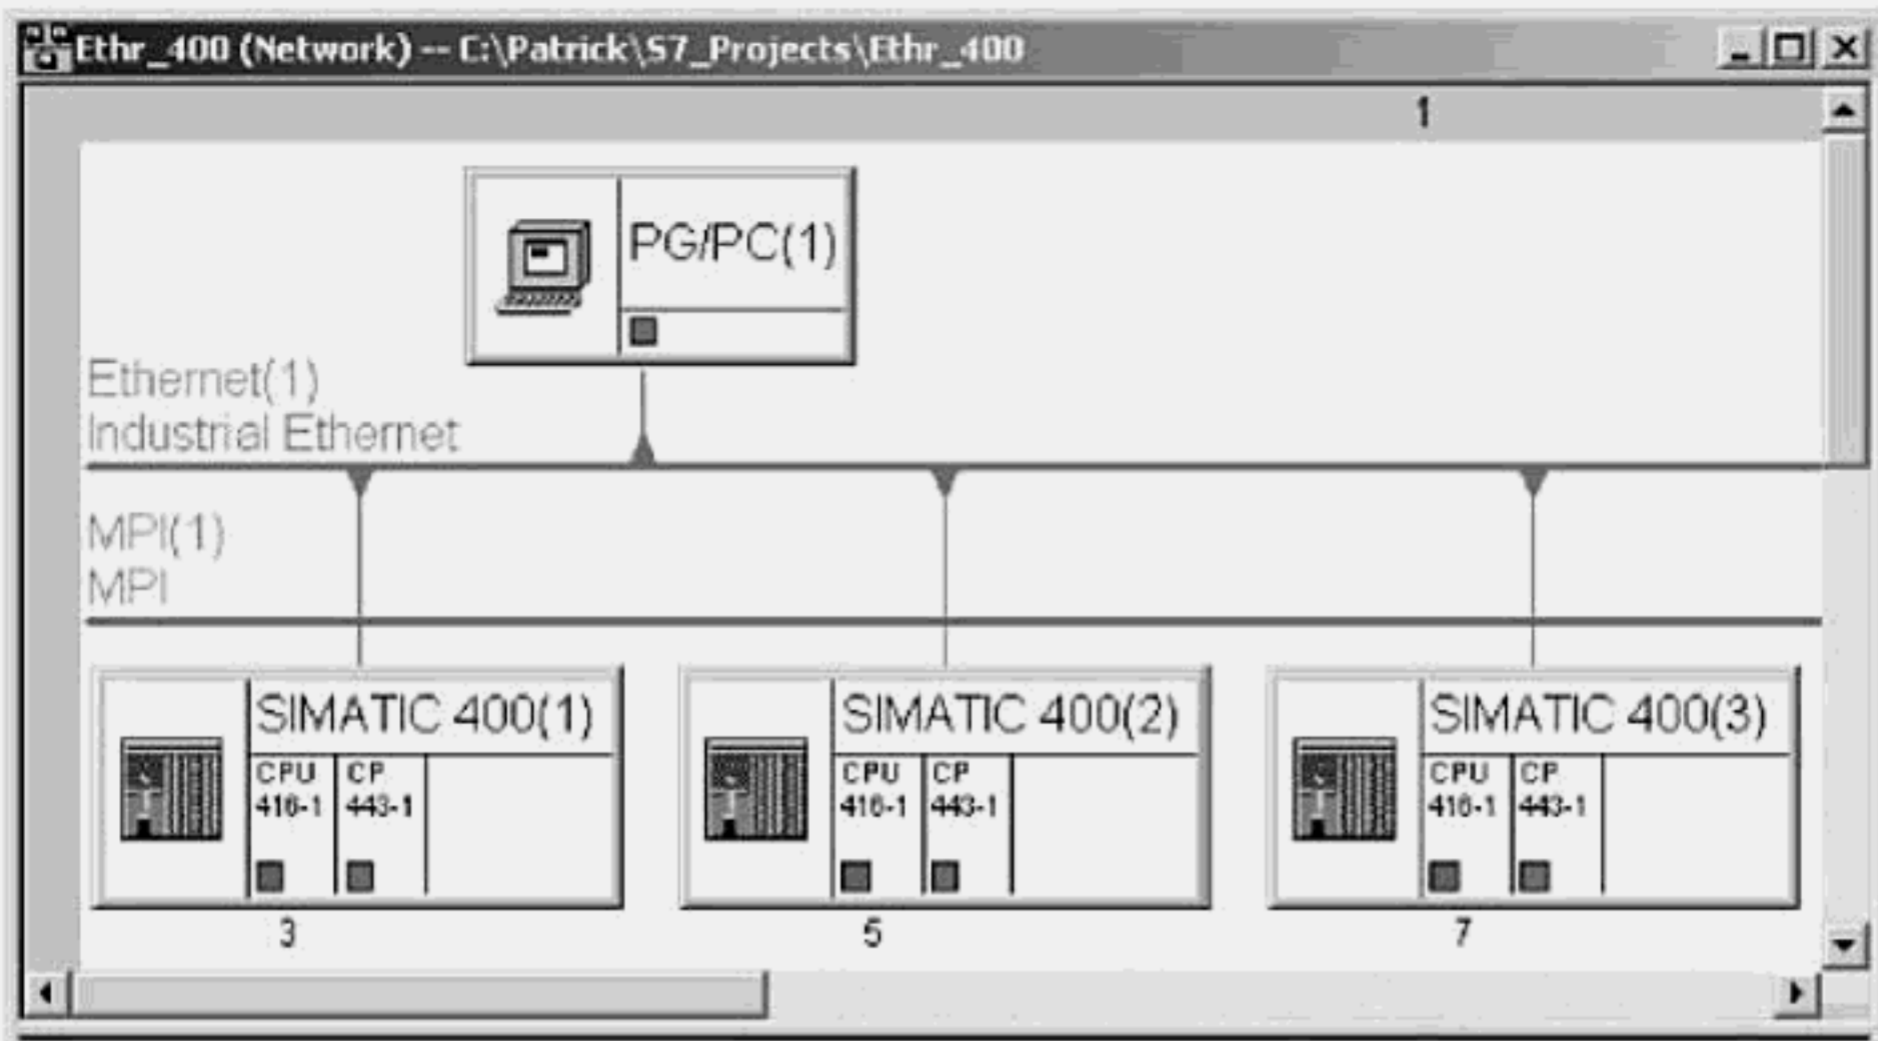 Ethr_400 (Network) -- C:\Patrick\S7_Projects\Ethr_400
1
PG/PC(1)
Ethernet(1)
Industrial Ethernet
MPI(1)
MPI
SIMATIC 400(1)
CPU
416-1
CP
443-1
3
SIMATIC 400(2)
CPU
416-1
CP
443-1
5
SIMATIC 400(3)
CPU
416-1
CP
443-1
7